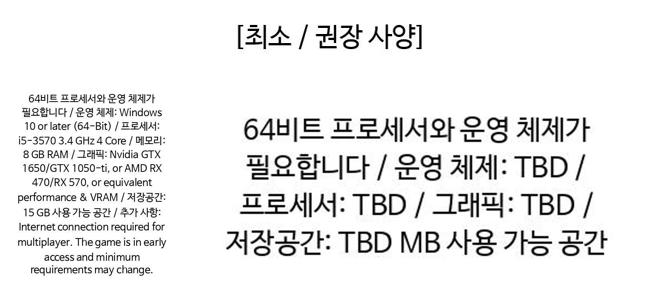 [최소 / 권장 사양]
64비트 프로세서와 운영 체제가
필요합니다 / 운영 체제: Windows
10 or later (64-Bit) / 프로세서:
i5-3570 3.4 GHz 4 Core / 메모리:
8 GB RAM / 그래픽: Nvidia GTX
1650/GTX 1050-ti, or AMD RX
470/RX 570, or equivalent
performance & VRAM / 저장공간:
15 GB 사용 가능 공간 / 추가 사항:
Internet connection required for
multiplayer. The game is in early
access and minimum
requirements may change.
64비트 프로세서와 운영 체제가
필요합니다 / 운영 체제: TBD /
프로세서: TBD / 그래픽: TBD /
저장공간: TBD MB 사용 가능 공간